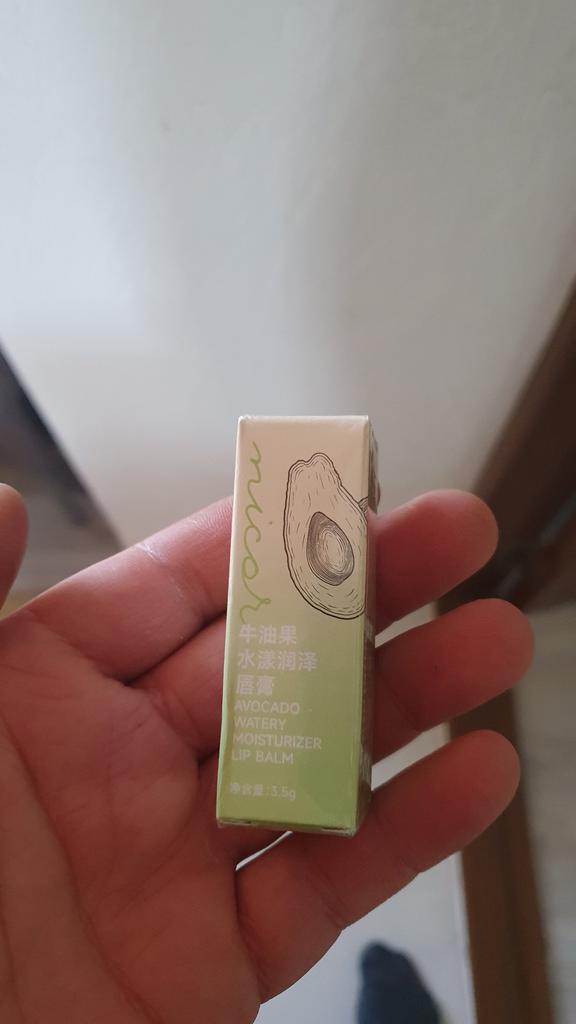 micor
牛油果
水漾润泽
唇膏
AVOCADO
WATERY
MOISTURIZER
LIP BALM
净含量:3.5g